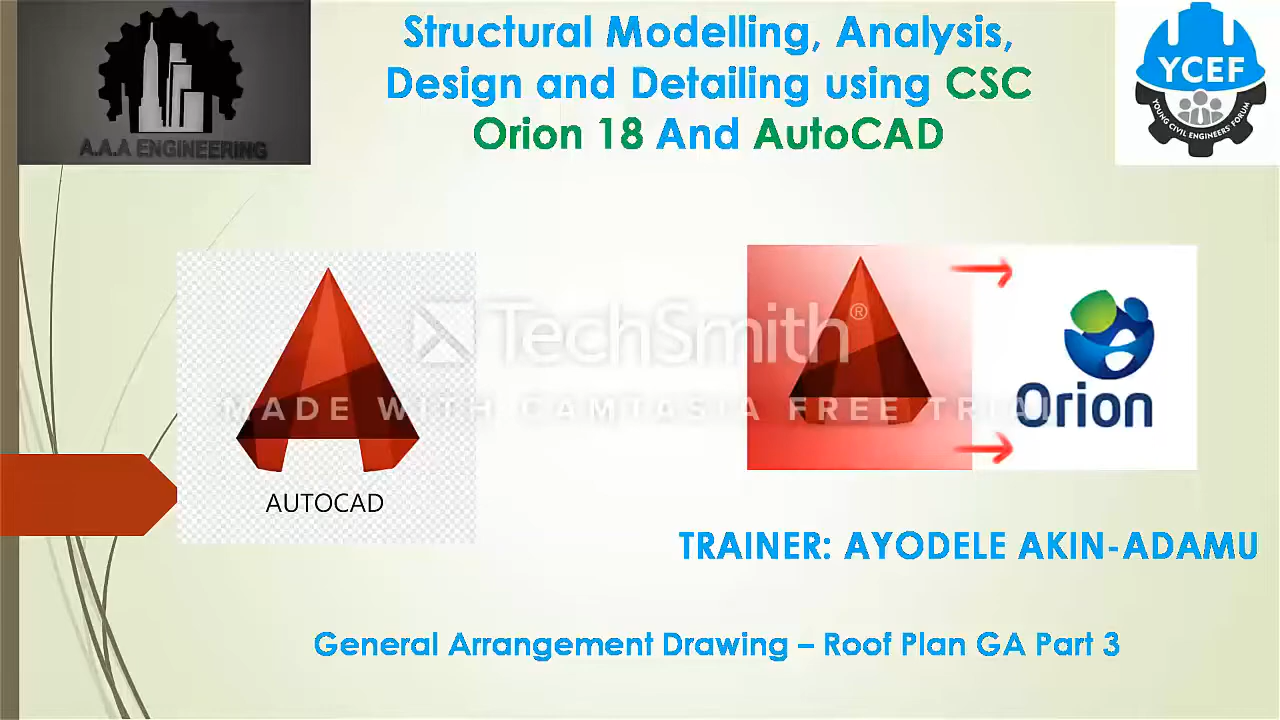 A.A.A ENGINEERING
Structural Modelling, Analysis,
Design and Detailing using CSC
Orion 18 And AutoCAD
YCEF
YOUNG CIVIL ENGINEERS FORUM
TechSmith®
MADE WITH CAMTASIA FREE TRIAL
AUTOCAD
Orion
TRAINER: AYODELE AKIN-ADAMU
General Arrangement Drawing – Roof Plan GA Part 3